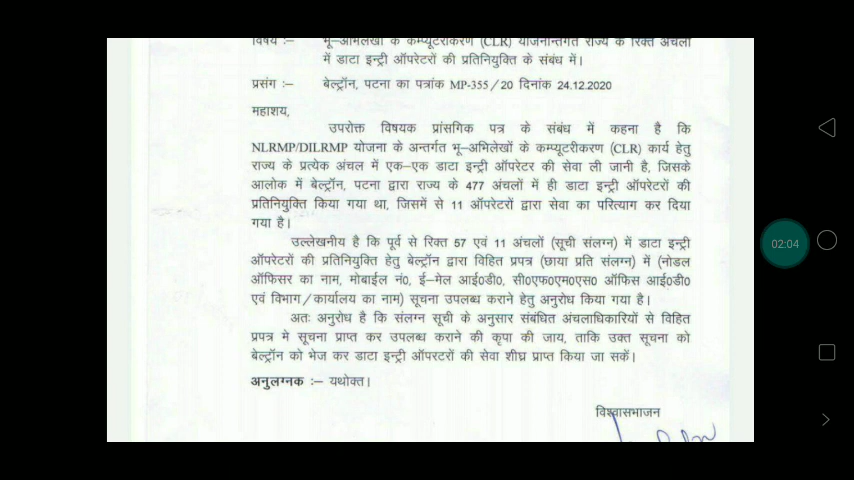 विषय :– भू–अभिलेखों के कम्प्यूटरीकरण (CLR) योजनान्तर्गत राज्य के रिक्त अंचलों
में डाटा इन्ट्री ऑपरेटरों की प्रतिनियुक्ति के संबंध में।
प्रसंग :– बेल्ट्रॉन, पटना का पत्रांक MP-355/20 दिनांक 24.12.2020
महाशय,
उपरोक्त विषयक प्रांसगिक पत्र के संबंध में कहना है कि
NLRMP/DILRMP योजना के अन्तर्गत भू–अभिलेखों के कम्प्यूटरीकरण (CLR) कार्य हेतु
राज्य के प्रत्येक अंचल में एक–एक डाटा इन्ट्री ऑपरेटर की सेवा ली जानी है, जिसके
आलोक में बेल्ट्रॉन, पटना द्वारा राज्य के 477 अंचलों में ही डाटा इन्ट्री ऑपरेटरों की
प्रतिनियुक्ति किया गया था, जिसमें से 11 ऑपरेटरों द्वारा सेवा का परित्याग कर दिया
गया है।
02:04
उल्लेखनीय है कि पूर्व से रिक्त 57 एवं 11 अंचलों (सूची संलग्न) में डाटा इन्ट्री
ऑपरेटरों की प्रतिनियुक्ति हेतु बेल्ट्रॉन द्वारा विहित प्रपत्र (छाया प्रति संलग्न) में (नोडल
ऑफिसर का नाम, मोबाईल नं0, ई–मेल आई0डी0, सी0एफ0एम0एस0 ऑफिस आई0डी0
एवं विभाग/कार्यालय का नाम) सूचना उपलब्ध कराने हेतु अनुरोध किया गया है।
अतः अनुरोध है कि संलग्न सूची के अनुसार संबंधित अंचलाधिकारियों से विहित
प्रपत्र मे सूचना प्राप्त कर उपलब्ध कराने की कृपा की जाय, ताकि उक्त सूचना को
बेल्ट्रॉन को भेज कर डाटा इन्ट्री ऑपरटरों की सेवा शीघ्र प्राप्त किया जा सकें।
अनुलग्नक :– यथोक्त।
विश्वासभाजन